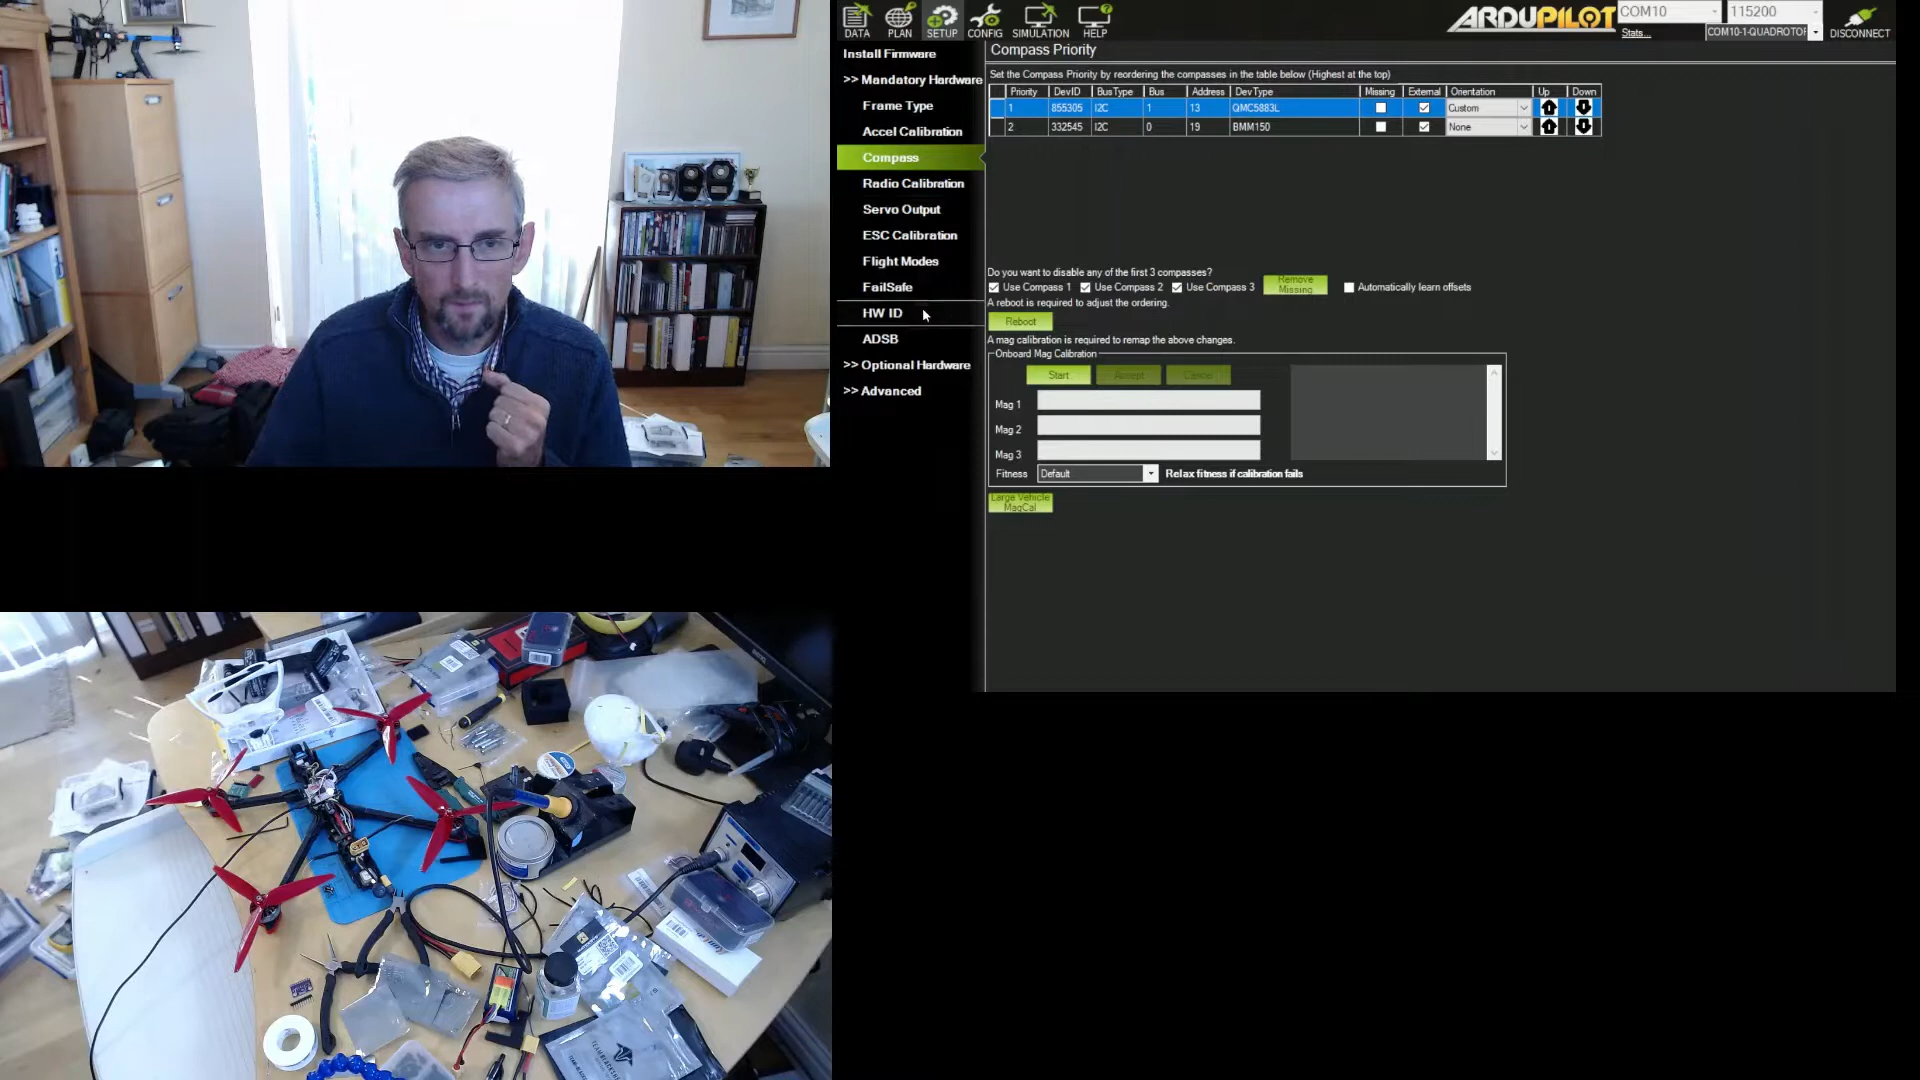 DATA
PLAN
SETUP
CONFIG
SIMULATION
HELP
ARDUPILOT
COM10
115200
Stats...
COM10-1-QUADROTOR
DISCONNECT
Install Firmware
>> Mandatory Hardware
Frame Type
Accel Calibration
Compass
Radio Calibration
Servo Output
ESC Calibration
Flight Modes
FailSafe
HW ID
ADSB
>> Optional Hardware
>> Advanced
Compass Priority
Set the Compass Priority by reordering the compasses in the table below (Highest at the top)
Priority DevID BusType Bus Address DevType Missing External Orientation Up Down
1 855305 I2C 1 13 QMC5883L Custom
2 332545 I2C 0 19 BMM150 None
Do you want to disable any of the first 3 compasses?
Use Compass 1 Use Compass 2 Use Compass 3
Remove
Missing
Automatically learn offsets
A reboot is required to adjust the ordering.
Reboot
A mag calibration is required to remap the above changes.
Onboard Mag Calibration
Start Accept Cancel
Mag 1
Mag 2
Mag 3
Fitness Default Relax fitness if calibration fails
Large Vehicle
MagCal